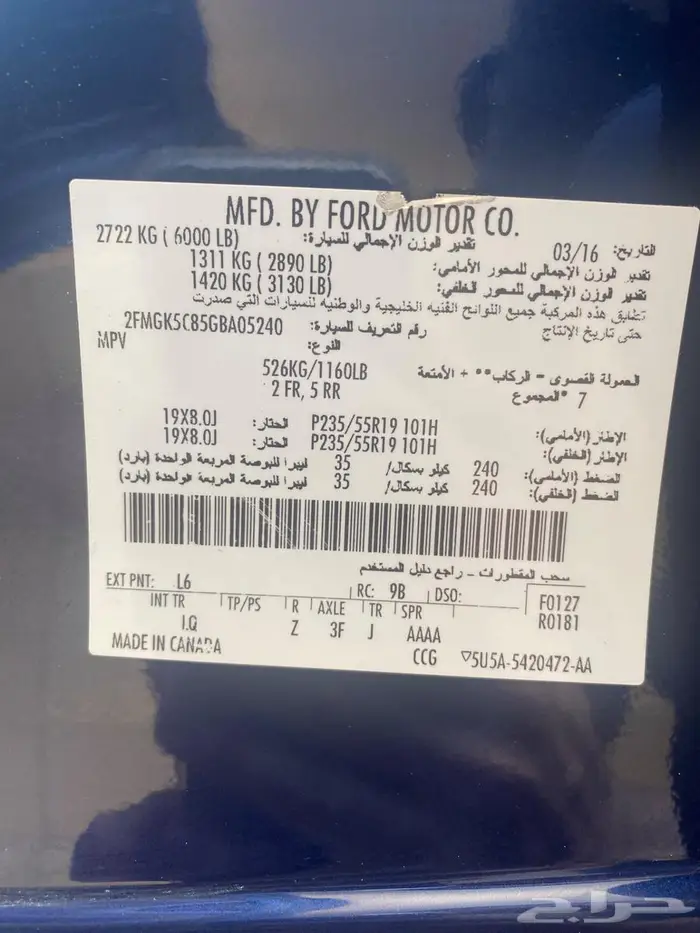 MFD. BY FORD MOTOR CO.
التاريخ: 03/16 تقدير الوزن الإجمالي للسيارة: 2722 KG ( 6000 LB)
تقدير الوزن الإجمالي للمحور الأمامي: 1311 KG ( 2890 LB)
تقدير الوزن الإجمالي للمحور الخلفي: 1420 KG ( 3130 LB)
تطابق هذه المركبة جميع اللوائح الفنيه الخليجية والوطنيه للسيارات التي صدرت
حتى تاريخ الإنتاج رقم التعريف للسيارة: 2FMGK5C85GBA05240
النوع: MPV
الحمولة القصوى - الركاب** + الأمتعة 526KG/1160LB
7 *المجموع 2 FR, 5 RR
الإطار (الأمامي): P235/55R19 101H الحتار: 19X8.0J
الإطار (الخلفي): P235/55R19 101H الحتار: 19X8.0J
الضغط (الأمامي): 240 كيلو بسكال/ 35 ليبرا للبوصة المربعة الواحدة (بارد)
الضغط (الخلفي): 240 كيلو بسكال/ 35 ليبرا للبوصة المربعة الواحدة (بارد)
سحب المقطورات - راجع دليل المستخدم
EXT PNT: L6 RC: 9B DSO: F0127
INT TR TP/PS R AXLE TR SPR R0181
I.Q Z 3F J AAAA
MADE IN CANADA CCG ▽5U5A-5420472-AA
حراج